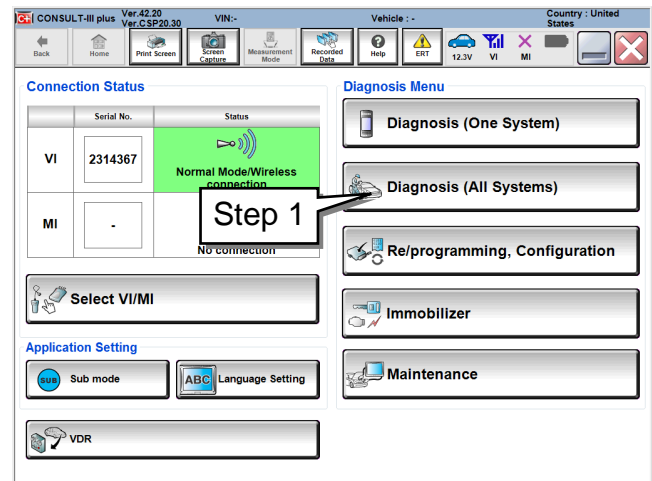 CONSULT-III plus Ver.42.20 Ver.CSP20.30 VIN:- Vehicle : - Country : United States
Back Home Print Screen Screen Capture Measurement Mode Recorded Data Help ERT 12.3V VI MI
Connection Status
Serial No. Status
VI 2314367 Normal Mode/Wireless connection
MI - No connection
Step 1
Select VI/MI
Application Setting
SUB Sub mode ABC Language Setting
VDR
Diagnosis Menu
Diagnosis (One System)
Diagnosis (All Systems)
Re/programming, Configuration
Immobilizer
Maintenance